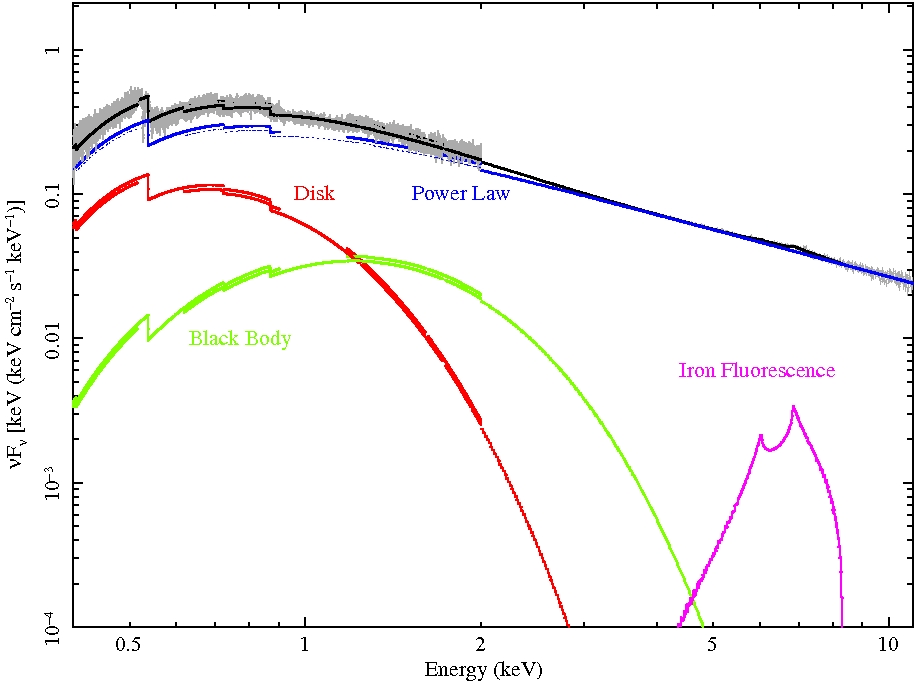 1
Disk
Power Law
0.1
νFν [keV (keV cm⁻² s⁻¹ keV⁻¹)]
Black Body
0.01
Iron Fluorescence
10⁻³
10⁻⁴
0.5 1 2 5 10
Energy (keV)